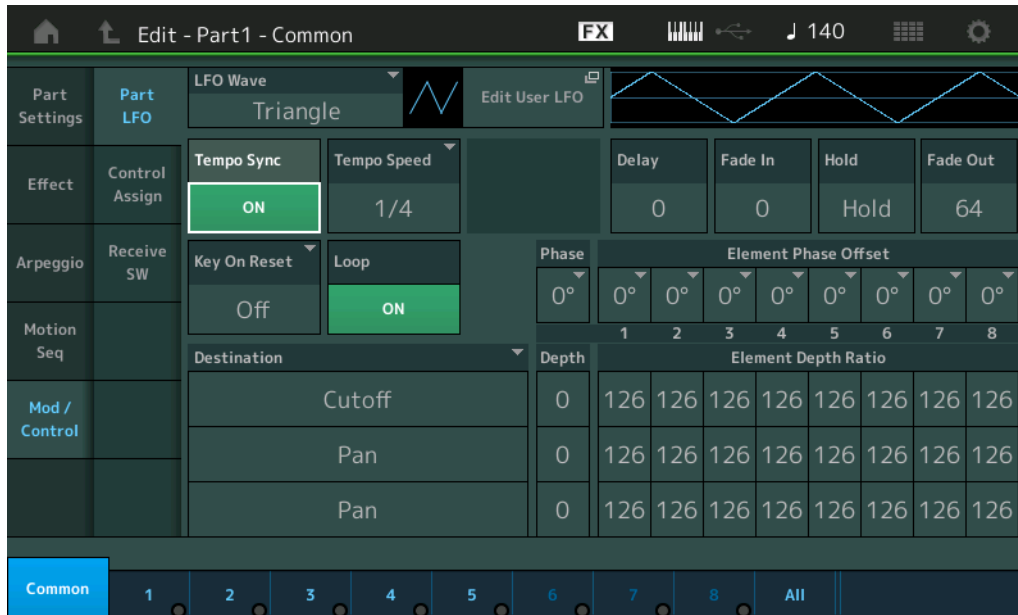 Edit - Part1 - Common FX ♩ 140
Part Settings
Effect
Arpeggio
Motion Seq
Mod / Control
Part LFO
Control Assign
Receive SW
LFO Wave
Triangle
Edit User LFO
Tempo Sync
ON
Tempo Speed
1/4
Delay
0
Fade In
0
Hold
Hold
Fade Out
64
Key On Reset
Off
Loop
ON
Phase
0°
Element Phase Offset
0° 0° 0° 0° 0° 0° 0° 0°
1 2 3 4 5 6 7 8
Destination Depth Element Depth Ratio
Cutoff 0 126 126 126 126 126 126 126 126
Pan 0 126 126 126 126 126 126 126 126
Pan 0 126 126 126 126 126 126 126 126
Common 1 2 3 4 5 6 7 8 All